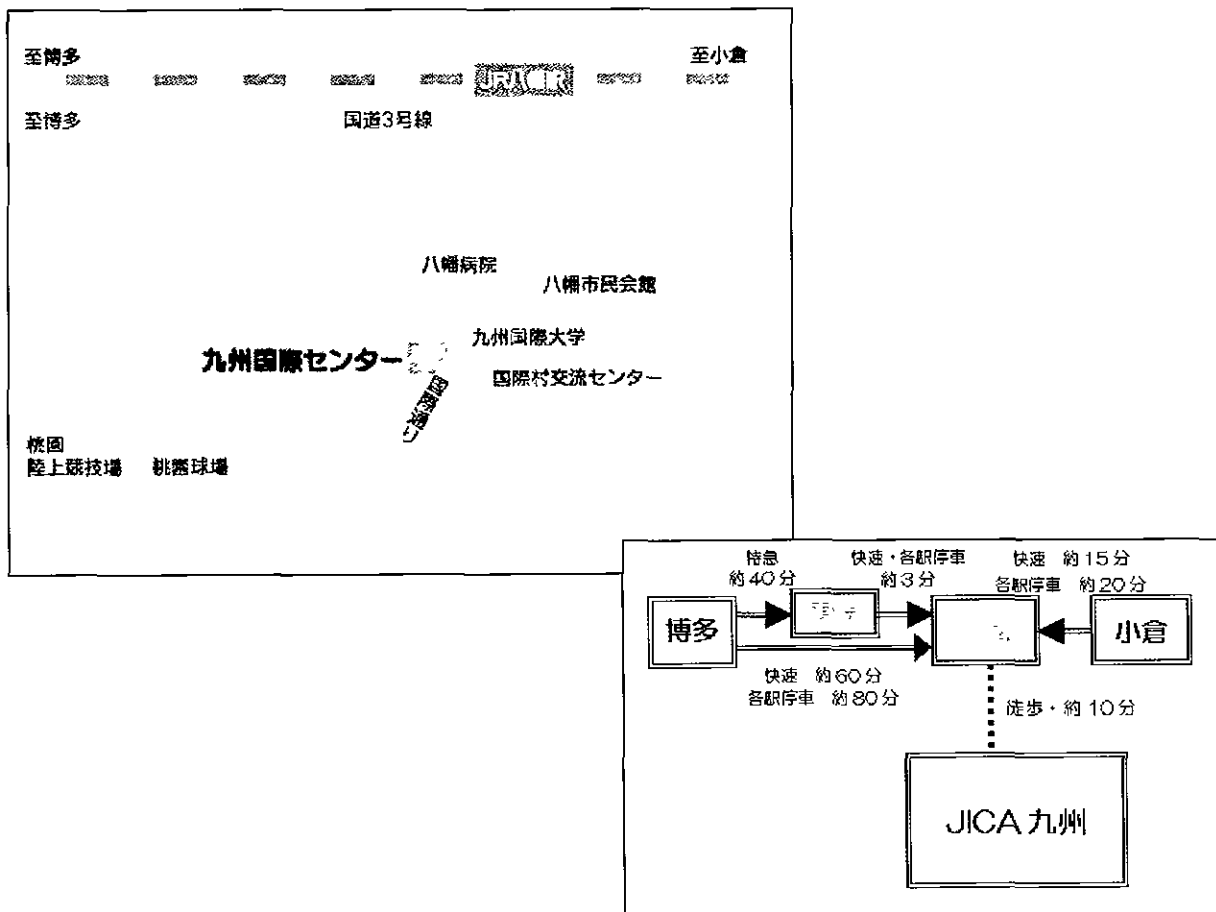 至博多
至小倉
至博多
国道3号線
八幡病院
八幡市民会館
九州国際大学
九州国際センター
国際村交流センター
国際通り
桃園
陸上競技場 桃園球場
特急
約40分
快速・各駅停車
約3分
快速 約15分
各駅停車 約20分
博多
小倉
快速 約60分
各駅停車 約80分
徒歩・約10分
JICA 九州